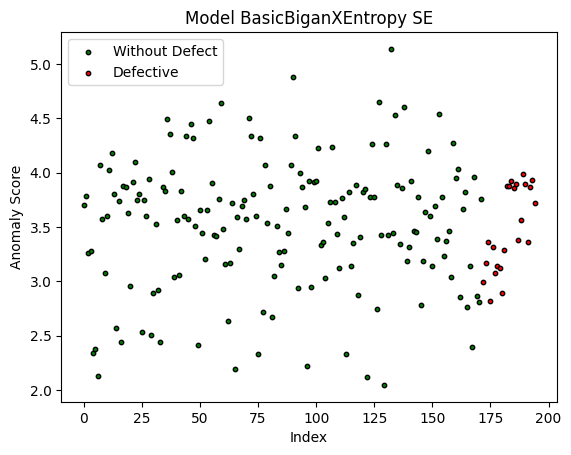 Model BasicBiganXEntropy SE
Without Defect
Defective
Anomaly Score
5.0
4.5
4.0
3.5
3.0
2.5
2.0
0 25 50 75 100 125 150 175 200
Index